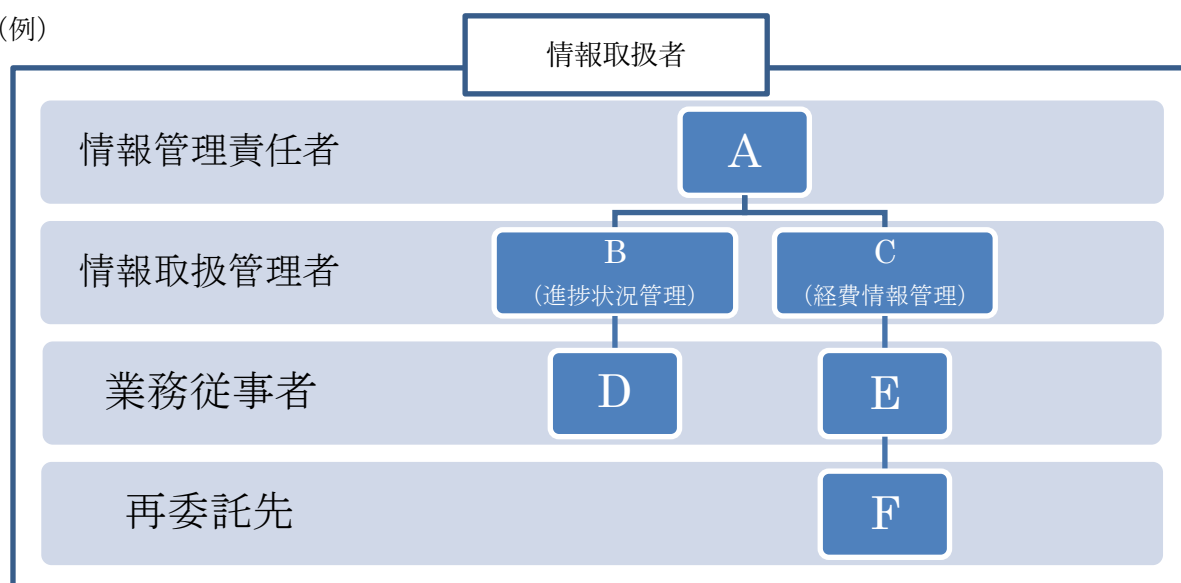 (例)
情報取扱者
情報管理責任者
A
情報取扱管理者
B
(進捗状況管理)
C
(経費情報管理)
業務従事者
D
E
再委託先
F